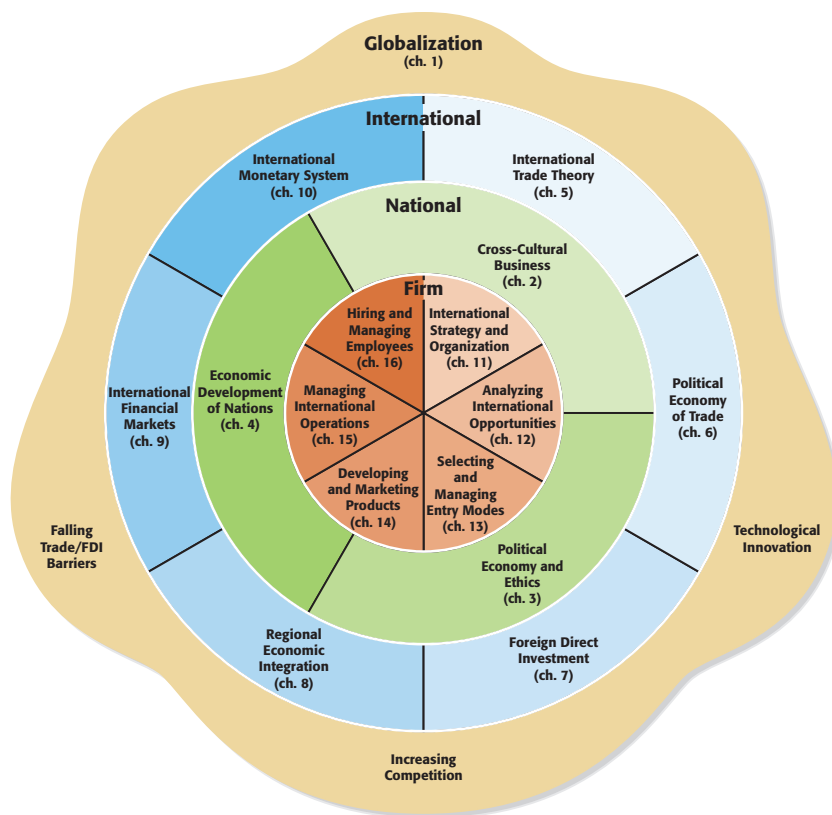 Globalization
(ch. 1)
International
International
Monetary System
(ch. 10)
International
Trade Theory
(ch. 5)
National
Cross-Cultural
Business
(ch. 2)
Firm
Hiring and
Managing
Employees
(ch. 16)
International
Strategy and
Organization
(ch. 11)
Economic
Development
of Nations
(ch. 4)
International
Financial
Markets
(ch. 9)
Managing
International
Operations
(ch. 15)
Analyzing
International
Opportunities
(ch. 12)
Political
Economy
of Trade
(ch. 6)
Developing
and Marketing
Products
(ch. 14)
Selecting
and
Managing
Entry Modes
(ch. 13)
Falling
Trade/FDI
Barriers
Technological
Innovation
Political
Economy and
Ethics
(ch. 3)
Regional
Economic
Integration
(ch. 8)
Foreign Direct
Investment
(ch. 7)
Increasing
Competition